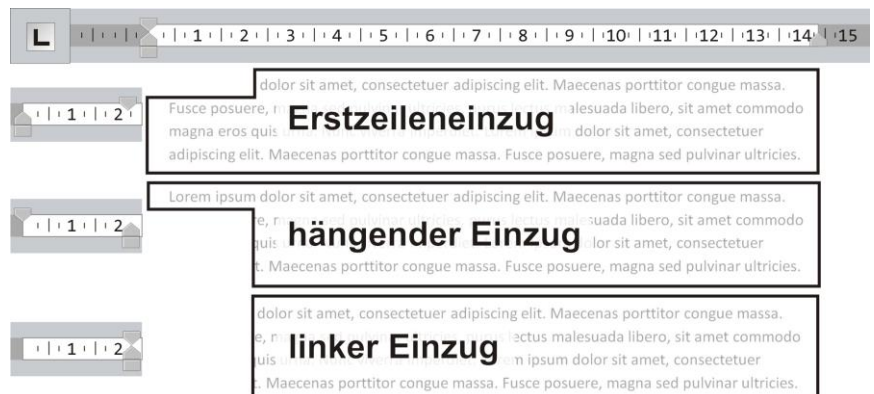 L 1 2 3 4 5 6 7 8 9 10 11 12 13 14 15
dolor sit amet, consectetuer adipiscing elit. Maecenas porttitor congue massa.
1 2
Fusce posuere, malesuada libero, sit amet commodo
Erstzeileneinzug
magna eros quis dolor sit amet, consectetuer
adipiscing elit. Maecenas porttitor congue massa. Fusce posuere, magna sed pulvinar ultricies.
Lorem ipsum dolor sit amet, consectetuer adipiscing elit. Maecenas porttitor congue massa.
1 2
suada libero, sit amet commodo
hängender Einzug
quis lor sit amet, consectetuer
t. Maecenas porttitor congue massa. Fusce posuere, magna sed pulvinar ultricies.
dolor sit amet, consectetuer adipiscing elit. Maecenas porttitor congue massa.
1 2
ectus malesuada libero, sit amet commodo
linker Einzug
m ipsum dolor sit amet, consectetuer
t. Maecenas porttitor congue massa. Fusce posuere, magna sed pulvinar ultricies.